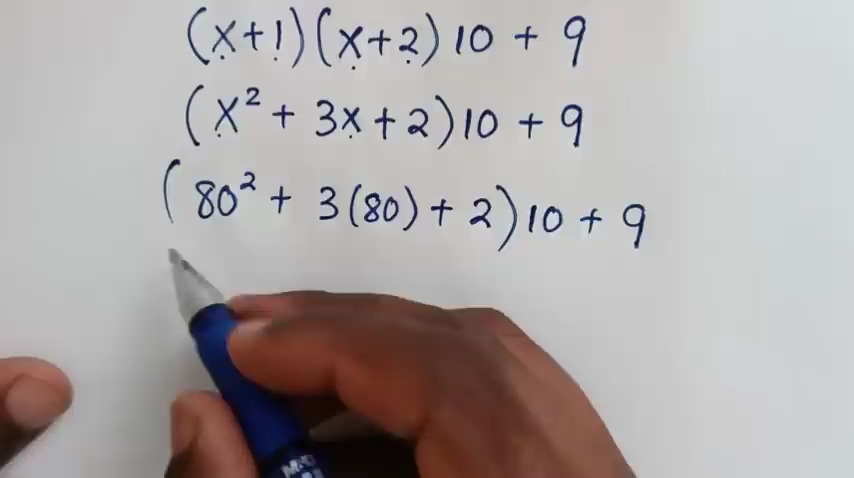 (x+1)(x+2)10 + 9
(x² + 3x + 2)10 + 9
(80² + 3(80) + 2)10 + 9